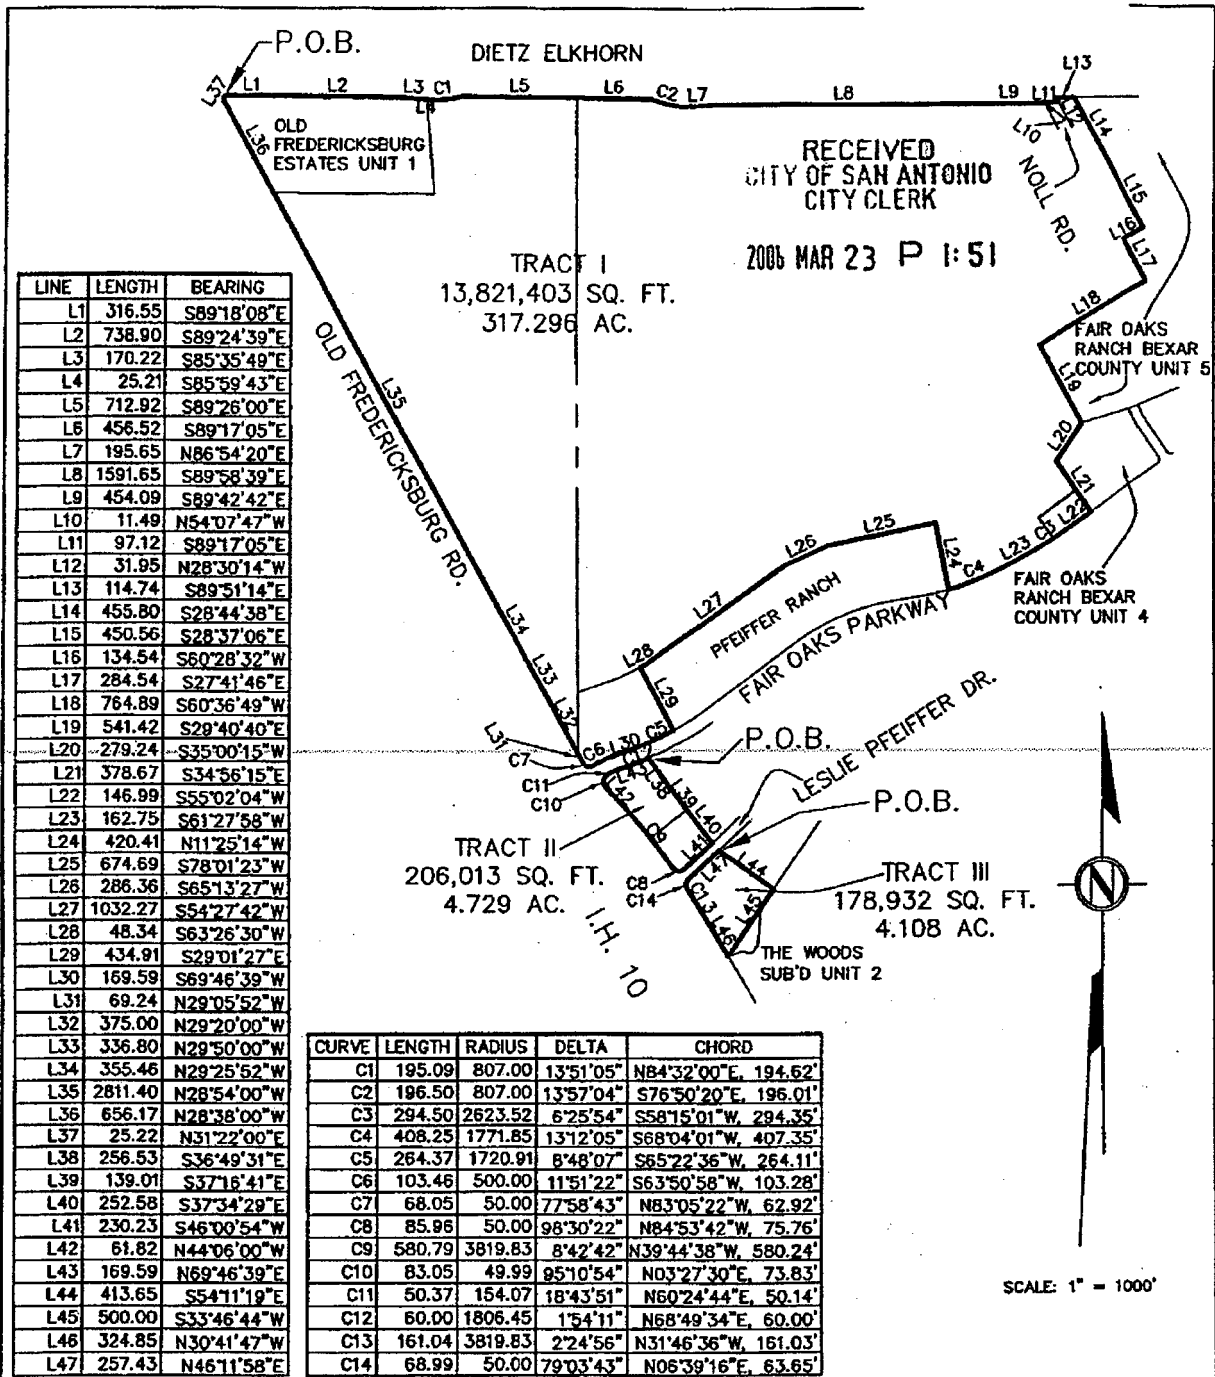 P.O.B.
DIETZ ELKHORN
L13
L37
L1
L2
L3
C1
L5
L6
C2
L7
L8
L9
L11
L12
L4
L10
L14
OLD
FREDERICKSBURG
ESTATES UNIT 1
L36
RECEIVED
CITY OF SAN ANTONIO
CITY CLERK
2006 MAR 23 P 1:51
NOLL RD.
L15
L16
L17
TRACT I
13,821,403 SQ. FT.
317.296 AC.
L18
FAIR OAKS
RANCH BEXAR
COUNTY UNIT 5
L19
OLD FREDERICKSBURG RD.
L35
L20
L21
L22
C3
L23
C4
L24
L25
L26
L27
PFEIFFER RANCH
FAIR OAKS PARKWAY
FAIR OAKS
RANCH BEXAR
COUNTY UNIT 4
L34
L33
L32
L28
L29
L31
C7
C6
L30
C5
P.O.B.
LESLIE PFEIFFER DR.
C11
C10
L43
L38
L42
L39
L40
C9
P.O.B.
TRACT II
206,013 SQ. FT.
4.729 AC.
L41
C8
C14
L47
L44
C13
L45
L46
TRACT III
178,932 SQ. FT.
4.108 AC.
I.H. 10
THE WOODS
SUB'D UNIT 2
N
SCALE: 1" = 1000'
LINE LENGTH BEARING
L1 316.55 S89°18'08"E
L2 738.90 S89°24'39"E
L3 170.22 S85°35'49"E
L4 25.21 S85°59'43"E
L5 712.92 S89°26'00"E
L6 456.52 S89°17'05"E
L7 195.65 N86°54'20"E
L8 1591.65 S89°58'39"E
L9 454.09 S89°42'42"E
L10 11.49 N54°07'47"W
L11 97.12 S89°17'05"E
L12 31.95 N28°30'14"W
L13 114.74 S89°51'14"E
L14 455.80 S28°44'38"E
L15 450.56 S28°37'06"E
L16 134.54 S60°28'32"W
L17 284.54 S27°41'46"E
L18 764.89 S60°36'49"W
L19 541.42 S29°40'40"E
L20 279.24 S35°00'15"W
L21 378.67 S34°56'15"E
L22 146.99 S55°02'04"W
L23 162.75 S61°27'58"W
L24 420.41 N11°25'14"W
L25 674.69 S78°01'23"W
L26 286.36 S65°13'27"W
L27 1032.27 S54°27'42"W
L28 48.34 S63°26'30"W
L29 434.91 S29°01'27"E
L30 169.59 S69°46'39"W
L31 69.24 N29°05'52"W
L32 375.00 N29°20'00"W
L33 336.80 N29°50'00"W
L34 355.46 N29°25'52"W
L35 2811.40 N28°54'00"W
L36 656.17 N28°38'00"W
L37 25.22 N31°22'00"E
L38 256.53 S36°49'31"E
L39 139.01 S37°16'41"E
L40 252.58 S37°34'29"E
L41 230.23 S46°00'54"W
L42 61.82 N44°06'00"W
L43 169.59 N69°46'39"E
L44 413.65 S54°11'19"E
L45 500.00 S33°46'44"W
L46 324.85 N30°41'47"W
L47 257.43 N46°11'58"E
CURVE LENGTH RADIUS DELTA CHORD
C1 195.09 807.00 13°51'05" N84°32'00"E, 194.62'
C2 196.50 807.00 13°57'04" S76°50'20"E, 196.01'
C3 294.50 2623.52 6°25'54" S58°15'01"W, 294.35'
C4 408.25 1771.85 13°12'05" S68°04'01"W, 407.35'
C5 264.37 1720.91 8°48'07" S65°22'36"W, 264.11'
C6 103.46 500.00 11°51'22" S63°50'58"W, 103.28'
C7 68.05 50.00 77°58'43" N83°05'22"W, 62.92'
C8 85.96 50.00 98°30'22" N84°53'42"W, 75.76'
C9 580.79 3819.83 8°42'42" N39°44'38"W, 580.24'
C10 83.05 49.99 95°10'54" N03°27'30"E, 73.83'
C11 50.37 154.07 18°43'51" N60°24'44"E, 50.14'
C12 60.00 1806.45 1°54'11" N68°49'34"E, 60.00'
C13 161.04 3819.83 2°24'56" N31°46'36"W, 161.03'
C14 68.99 50.00 79°03'43" N06°39'16"E, 63.65'